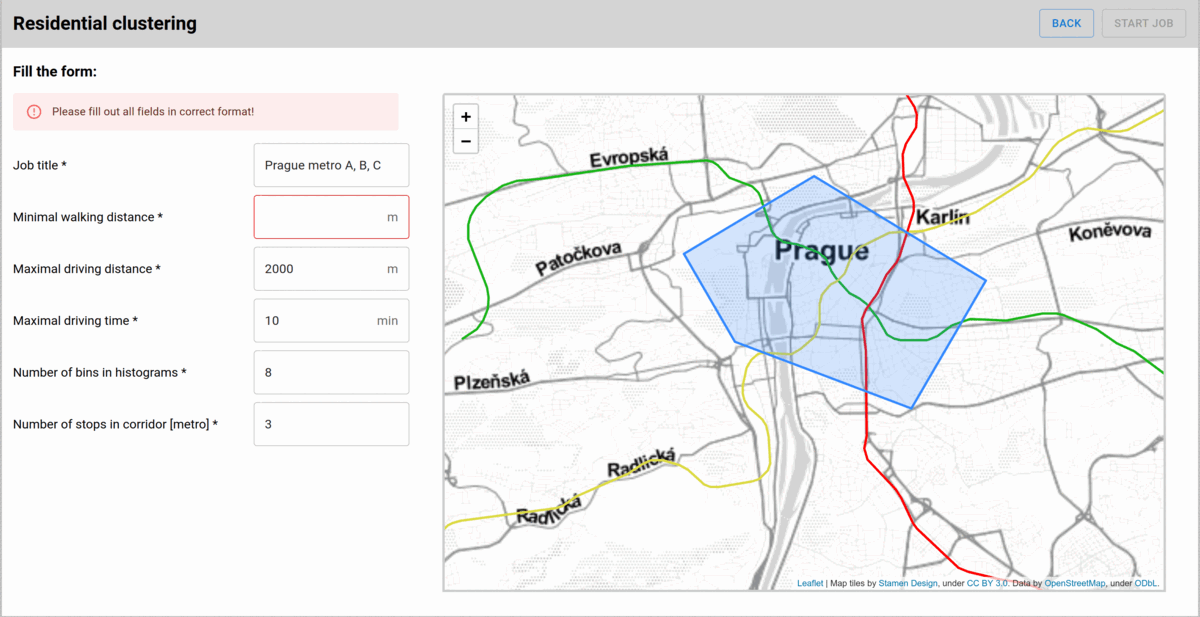 Residential clustering
BACK
START JOB
Fill the form:
Please fill out all fields in correct format!
Job title *
Prague metro A, B, C
Minimal walking distance *
m
Maximal driving distance *
2000
m
Maximal driving time *
10
min
Number of bins in histograms *
8
Number of stops in corridor [metro] *
3
+
−
Evropská
Karlín
Koněvova
Patočkova
Prague
Plzeňská
Radlická
Radlická
Leaflet | Map tiles by Stamen Design, under CC BY 3.0. Data by OpenStreetMap, under ODbL.